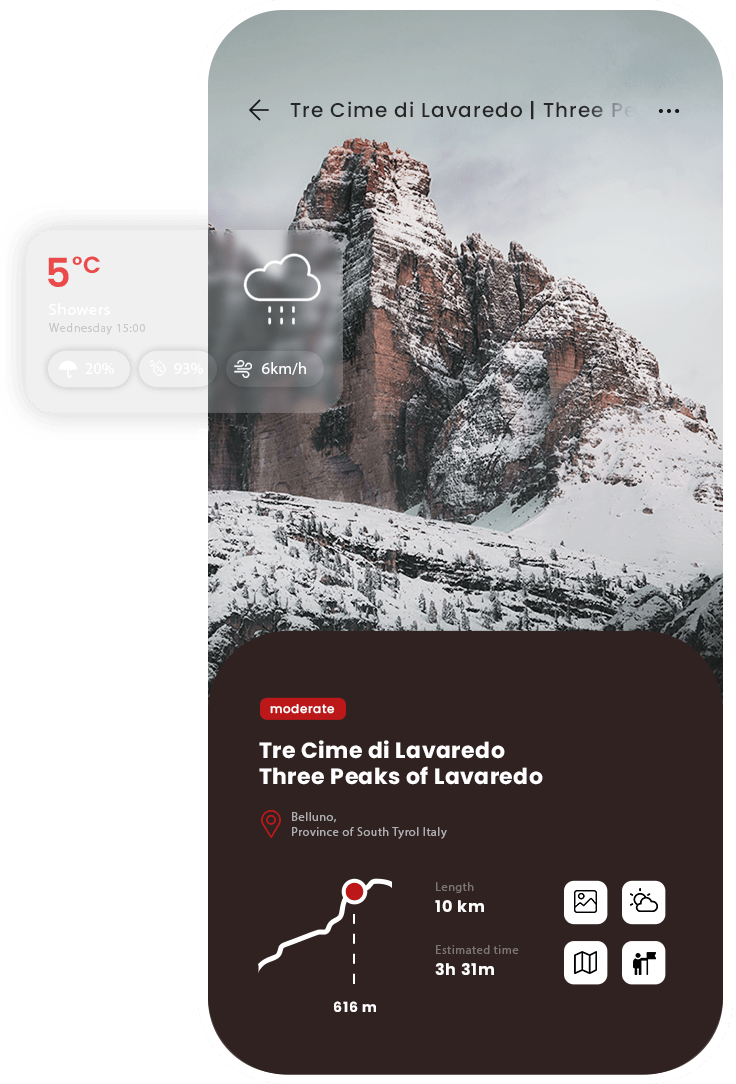 Tre Cime di Lavaredo | Three Pe
5°C
Showers
Wednesday 15:00
20%
93%
6km/h
moderate
Tre Cime di Lavaredo
Three Peaks of Lavaredo
Belluno,
Province of South Tyrol Italy
Length
10 km
Estimated time
3h 31m
616 m